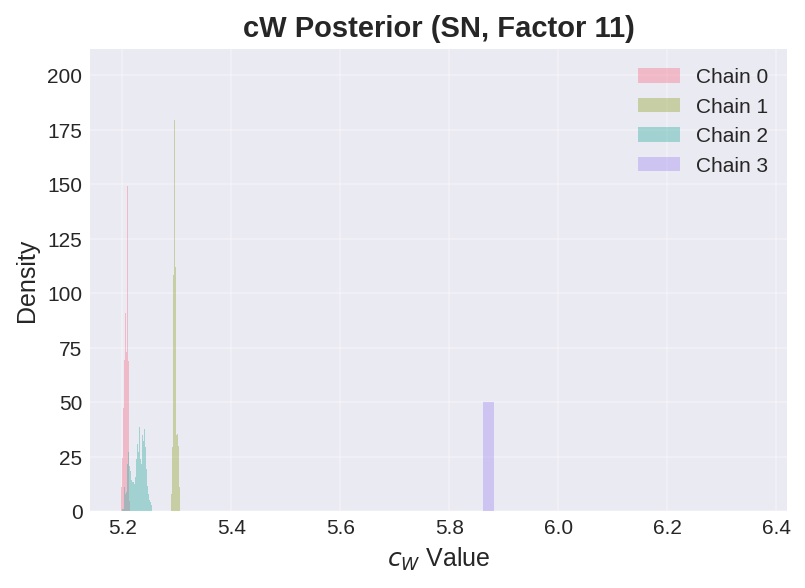 cW Posterior (SN, Factor 11)
Chain 0
Chain 1
Chain 2
Chain 3
200
175
150
125
100
75
50
25
0
Density
5.2 5.4 5.6 5.8 6.0 6.2 6.4
c_W Value